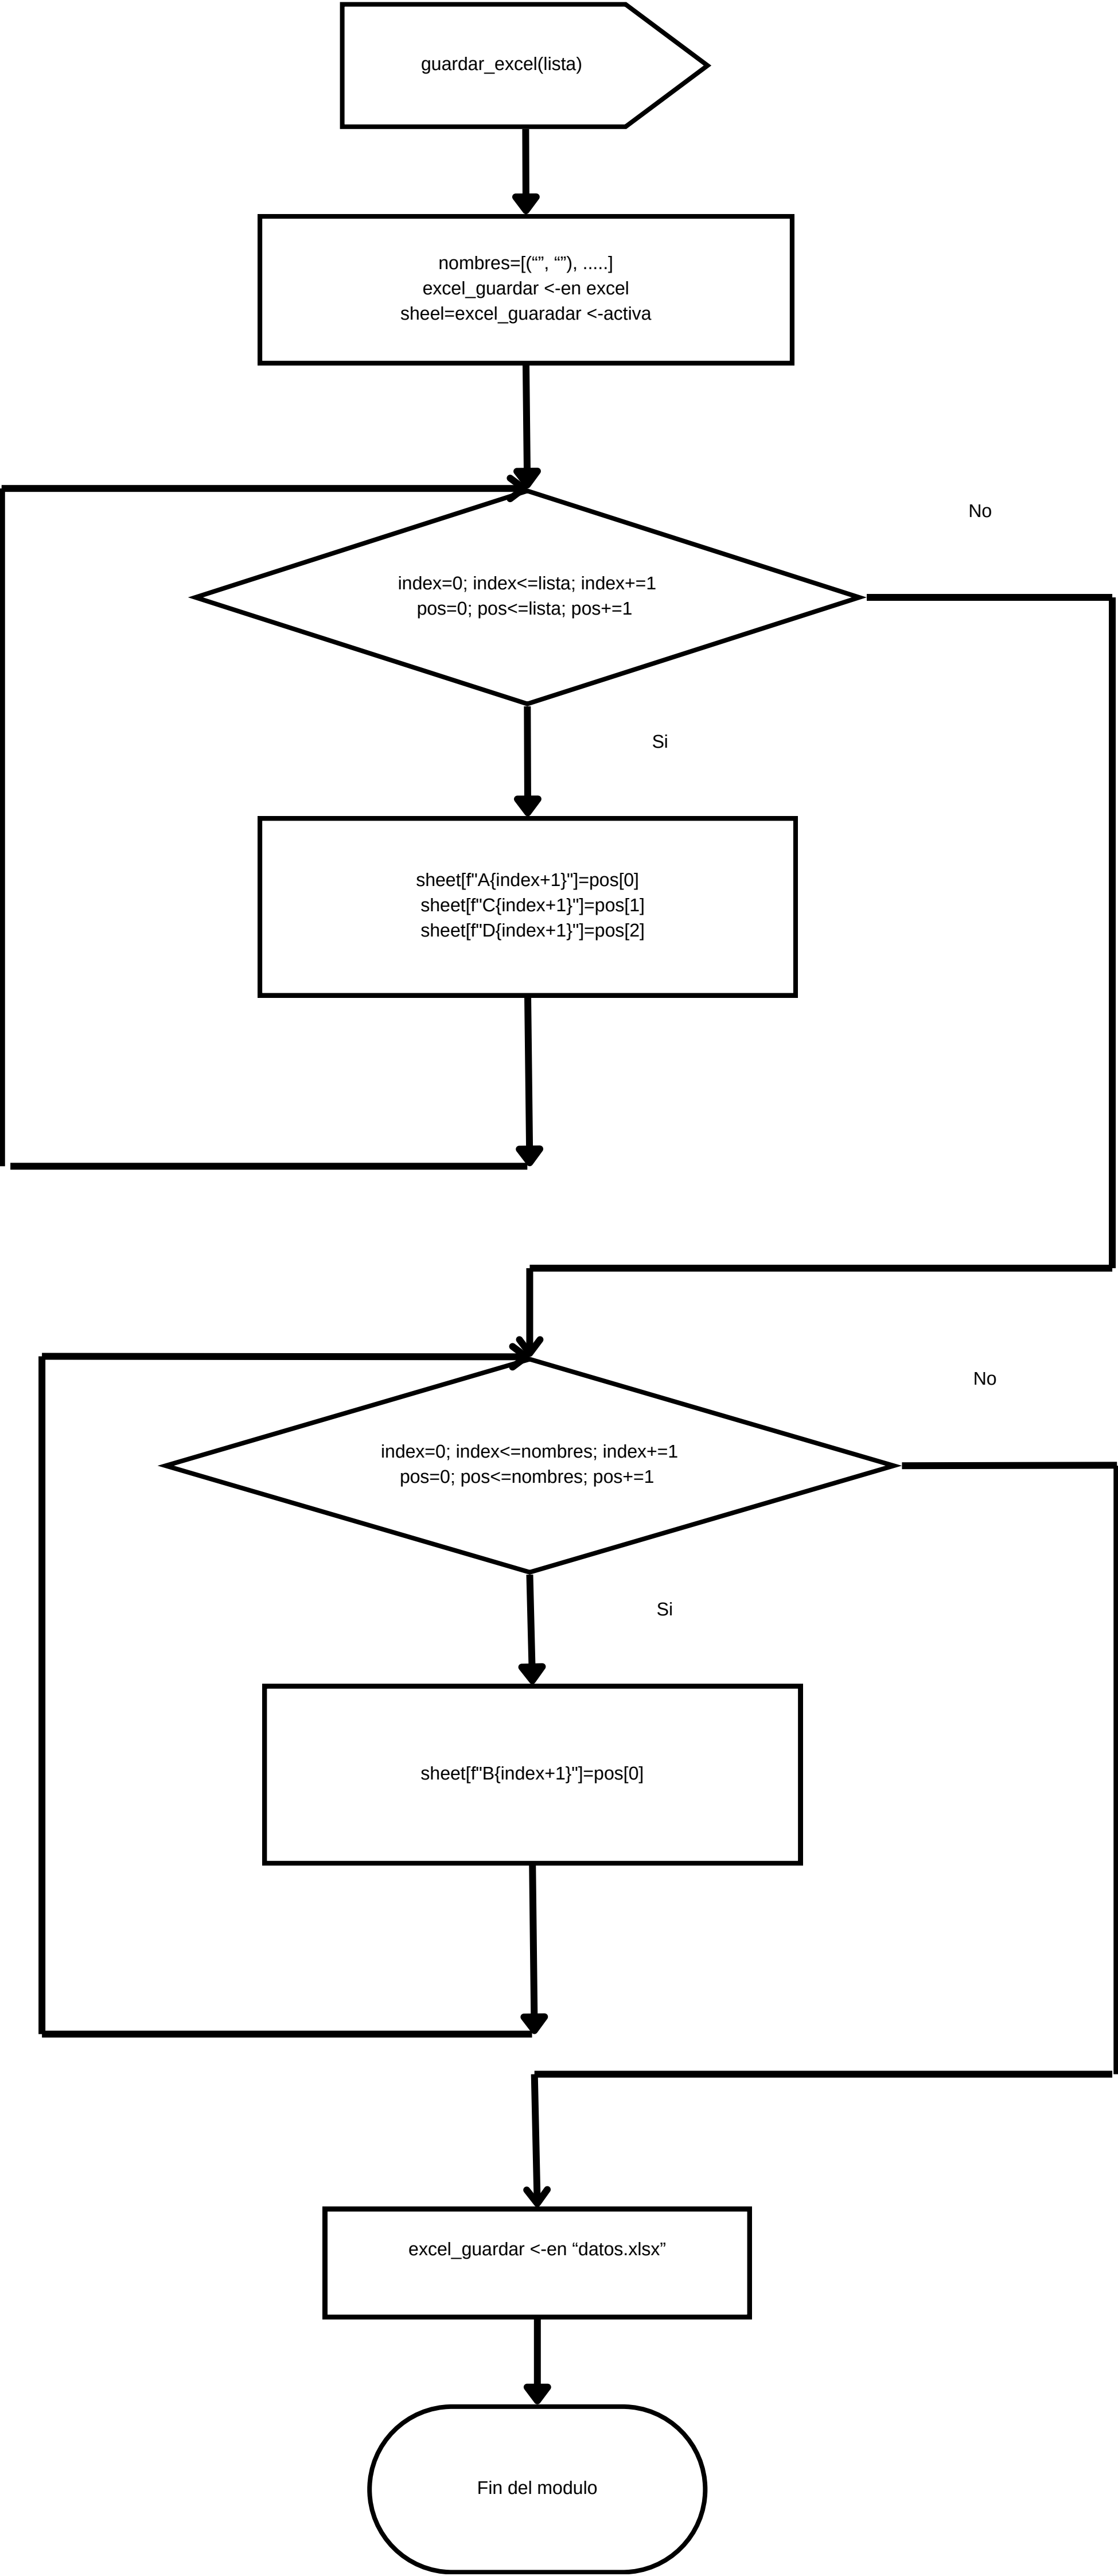 guardar_excel(lista)
nombres=[(“”, “”), .....]
excel_guardar <-en excel
sheel=excel_guaradar <-activa
No
index=0; index<=lista; index+=1
pos=0; pos<=lista; pos+=1
Si
sheet[f"A{index+1}"]=pos[0]
sheet[f"C{index+1}"]=pos[1]
sheet[f"D{index+1}"]=pos[2]
No
index=0; index<=nombres; index+=1
pos=0; pos<=nombres; pos+=1
Si
sheet[f"B{index+1}"]=pos[0]
excel_guardar <-en “datos.xlsx”
Fin del modulo